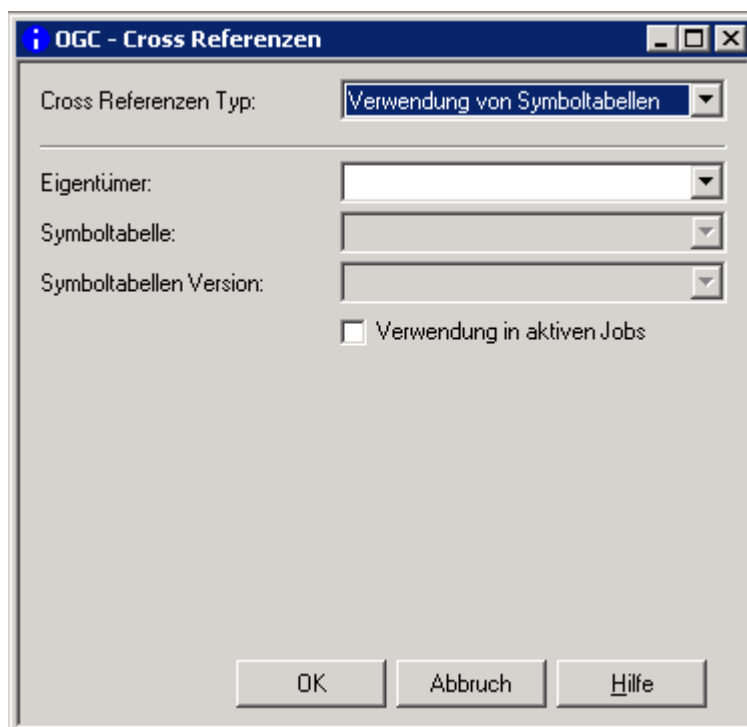 OGC - Cross Referenzen
Cross Referenzen Typ: Verwendung von Symboltabellen
Eigentümer:
Symboltabelle:
Symboltabellen Version:
Verwendung in aktiven Jobs
OK Abbruch Hilfe